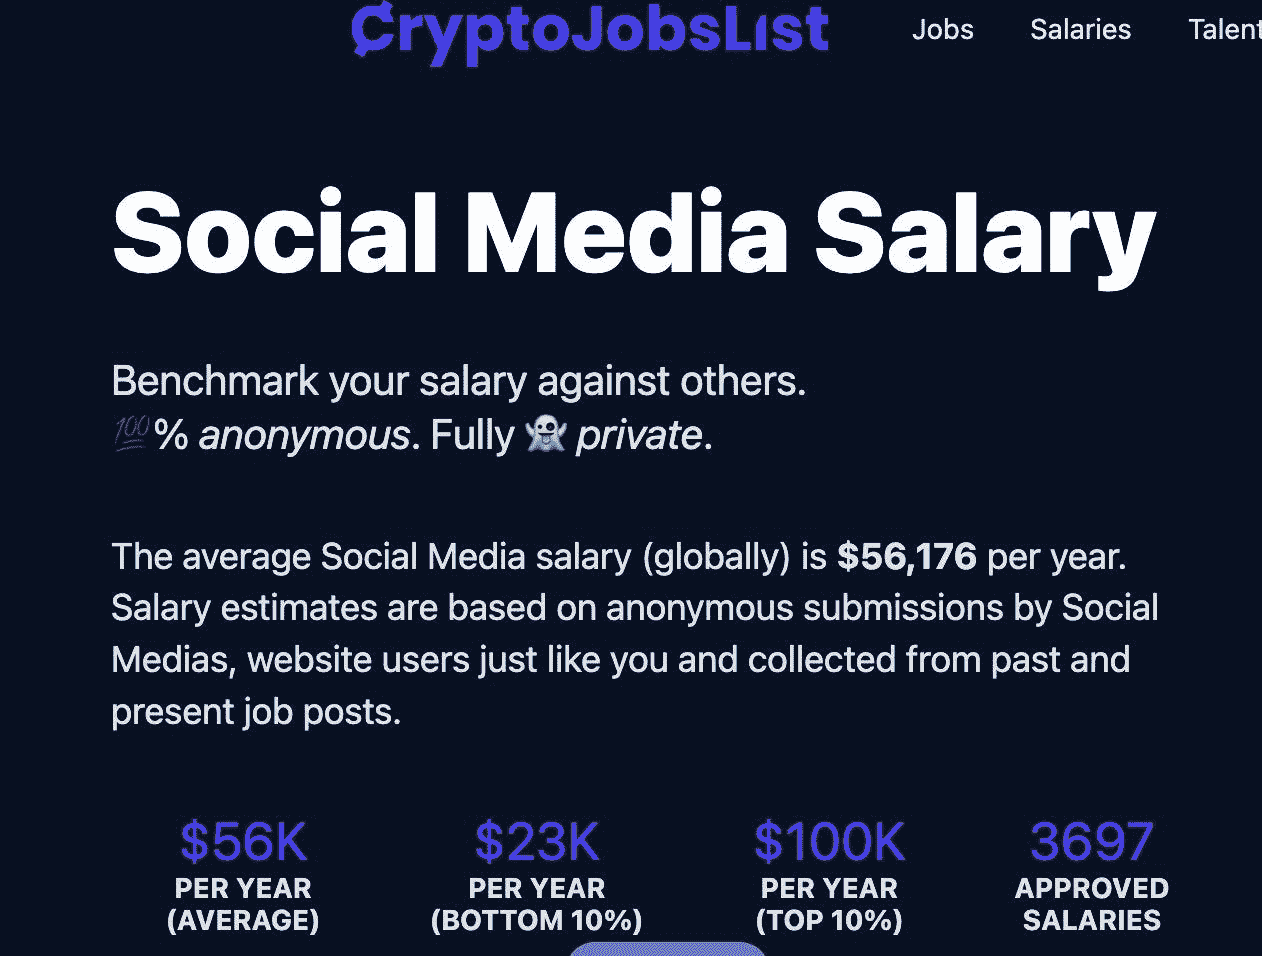 CryptoJobsList
Jobs Salaries Talent
Social Media Salary
Benchmark your salary against others.
💯% anonymous. Fully 👻 private.
The average Social Media salary (globally) is $56,176 per year.
Salary estimates are based on anonymous submissions by Social
Medias, website users just like you and collected from past and
present job posts.
$56K
PER YEAR
(AVERAGE)
$23K
PER YEAR
(BOTTOM 10%)
$100K
PER YEAR
(TOP 10%)
3697
APPROVED
SALARIES